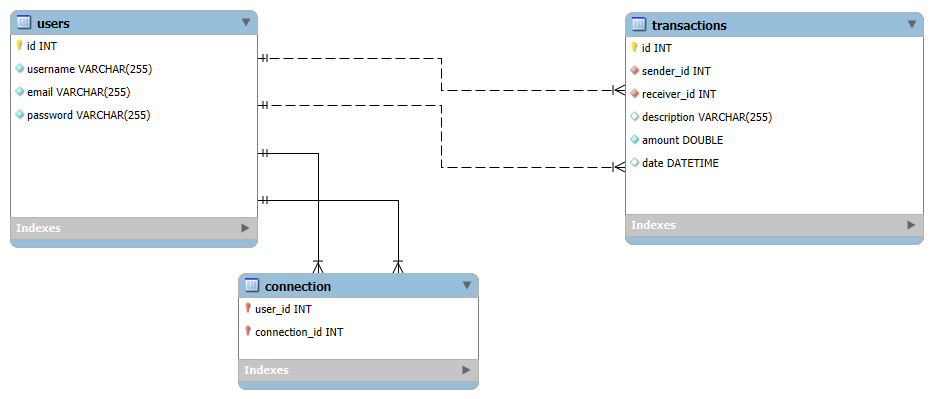 users
id INT
username VARCHAR(255)
email VARCHAR(255)
password VARCHAR(255)
Indexes
transactions
id INT
sender_id INT
receiver_id INT
description VARCHAR(255)
amount DOUBLE
date DATETIME
Indexes
connection
user_id INT
connection_id INT
Indexes